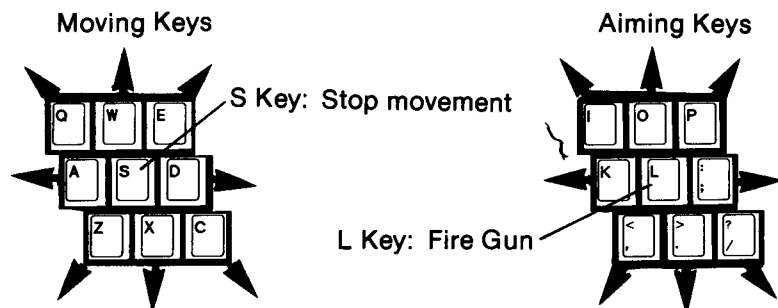 Moving Keys
Aiming Keys
Q W E
S Key: Stop movement
I O P
A S D
K L : ;
Z X C
L Key: Fire Gun
< , > . ? /